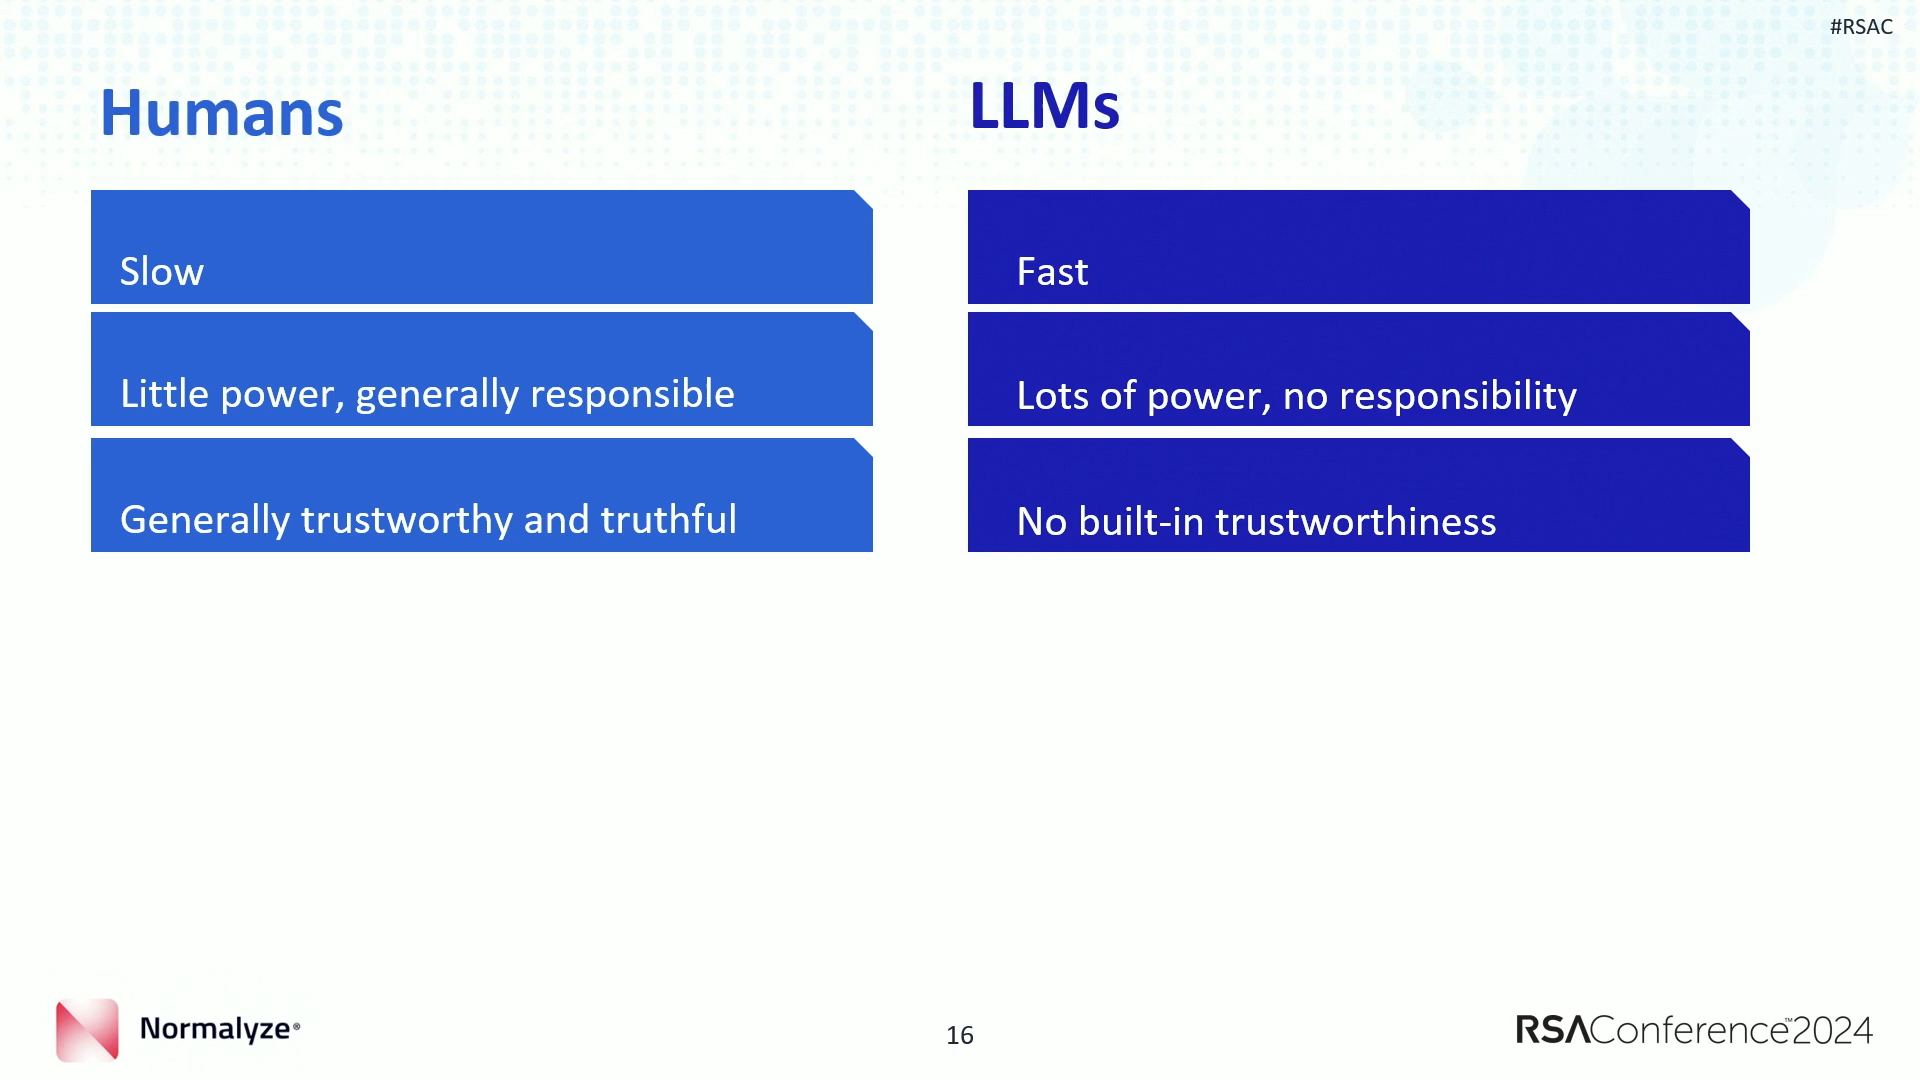 #RSAC
Humans
LLMs
Slow
Fast
Little power, generally responsible
Lots of power, no responsibility
Generally trustworthy and truthful
No built-in trustworthiness
Normalyze®
16
RSAConference™2024